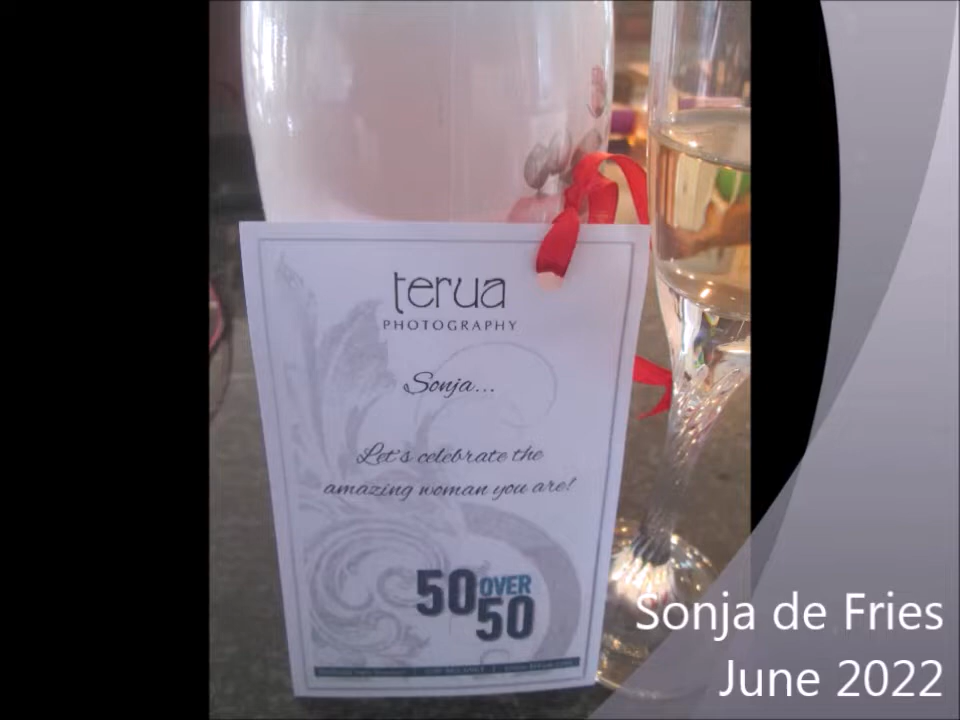 terua
PHOTOGRAPHY
Sonja...
Let's celebrate the
amazing woman you are!
50 OVER
50
Sonja de Fries
June 2022